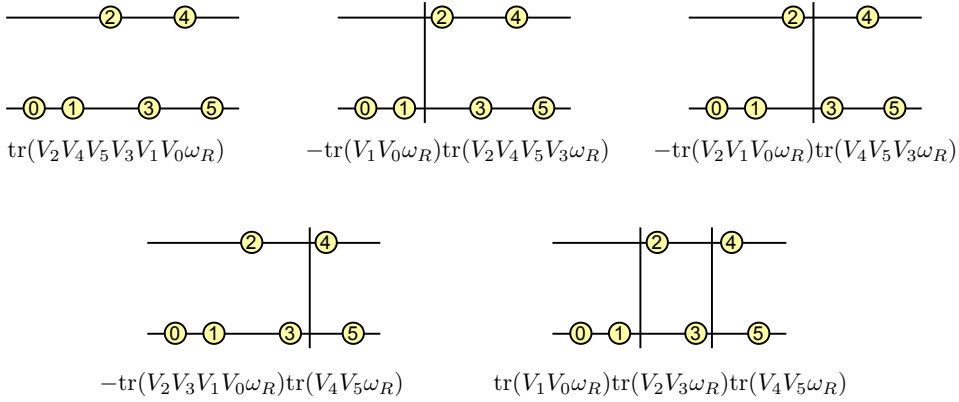 2 4
0 1 3 5
tr(V₂V₄V₅V₃V₁V₀ω_R)
2 4
0 1 3 5
−tr(V₁V₀ω_R)tr(V₂V₄V₅V₃ω_R)
2 4
0 1 3 5
−tr(V₂V₁V₀ω_R)tr(V₄V₅V₃ω_R)
2 4
0 1 3 5
−tr(V₂V₃V₁V₀ω_R)tr(V₄V₅ω_R)
2 4
0 1 3 5
tr(V₁V₀ω_R)tr(V₂V₃ω_R)tr(V₄V₅ω_R)